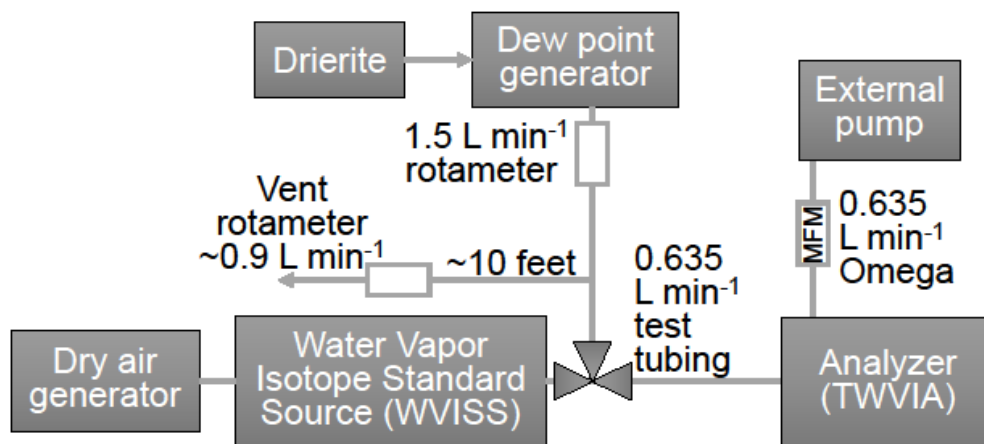 Drierite
Dew point
generator
External
pump
1.5 L min⁻¹
rotameter
Vent
rotameter
~0.9 L min⁻¹
~10 feet
0.635
L min⁻¹
test
tubing
MFM
0.635
L min⁻¹
Omega
Dry air
generator
Water Vapor
Isotope Standard
Source (WVISS)
Analyzer
(TWVIA)